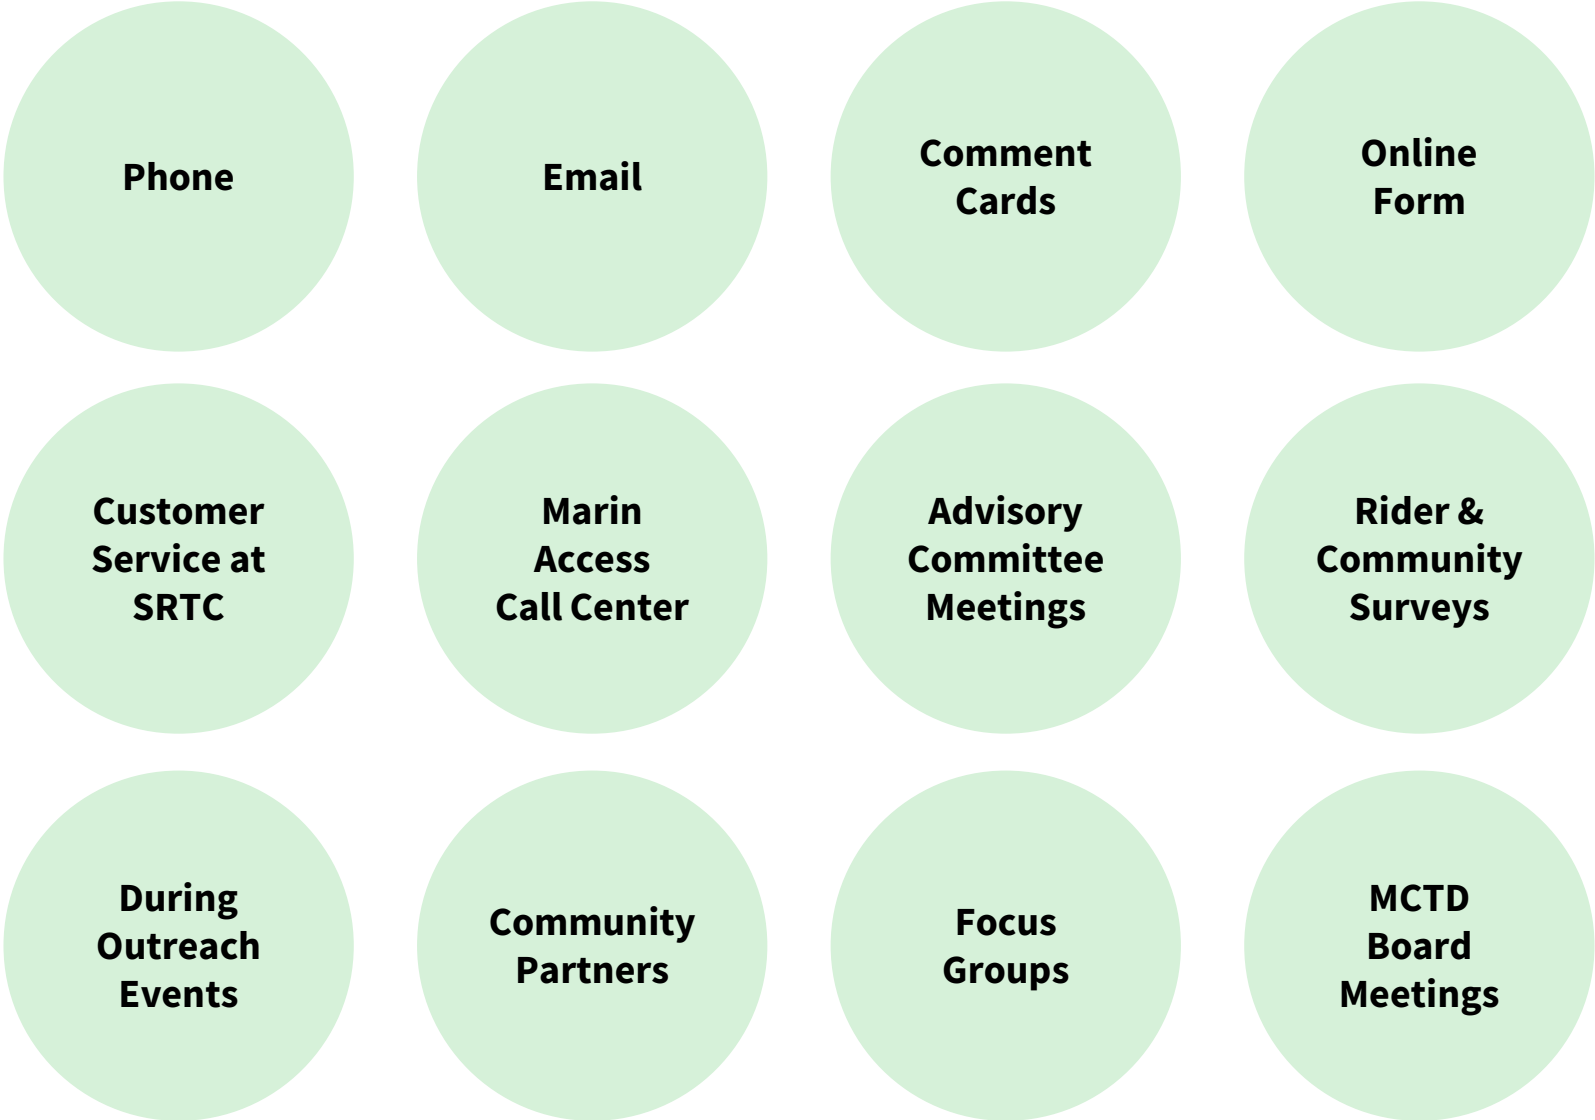 Phone
Email
Comment
Cards
Online
Form
Customer
Service at
SRTC
Marin
Access
Call Center
Advisory
Committee
Meetings
Rider &
Community
Surveys
During
Outreach
Events
Community
Partners
Focus
Groups
MCTD
Board
Meetings